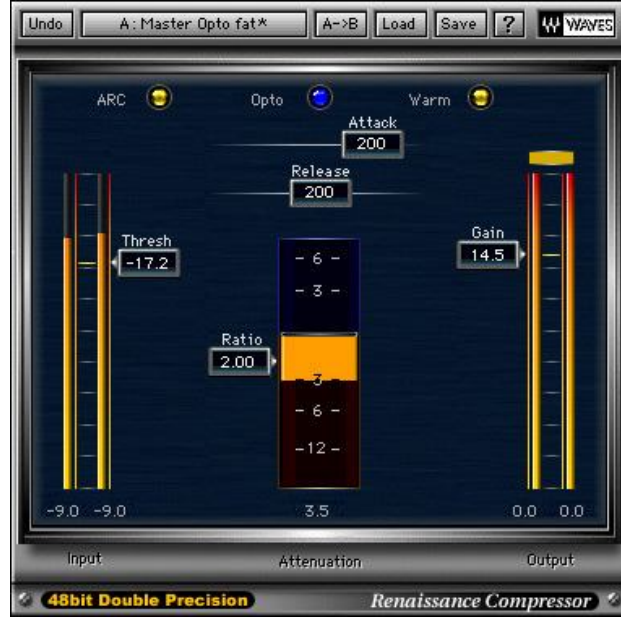 Undo A: Master Opto fat* A->B Load Save ? WAVES
ARC Opto Warm
Attack
200
Release
200
Thresh
-17.2
Gain
14.5
- 6 -
- 3 -
Ratio
2.00
3
- 6 -
-12 -
-9.0 -9.0 3.5 0.0 0.0
Input Attenuation Output
48bit Double Precision Renaissance Compressor